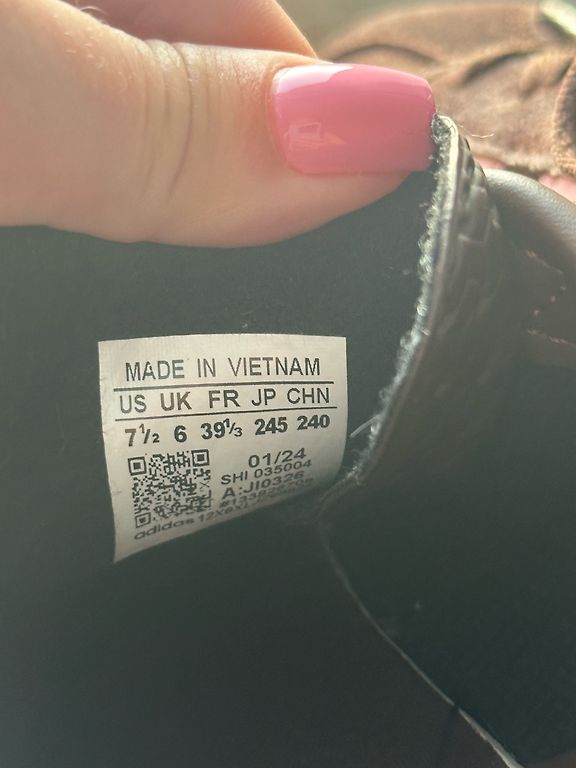 MADE IN VIETNAM
US UK FR JP CHN
7½ 6 39⅓ 245 240
01/24
SHI 035004
A:JI0326
adidas